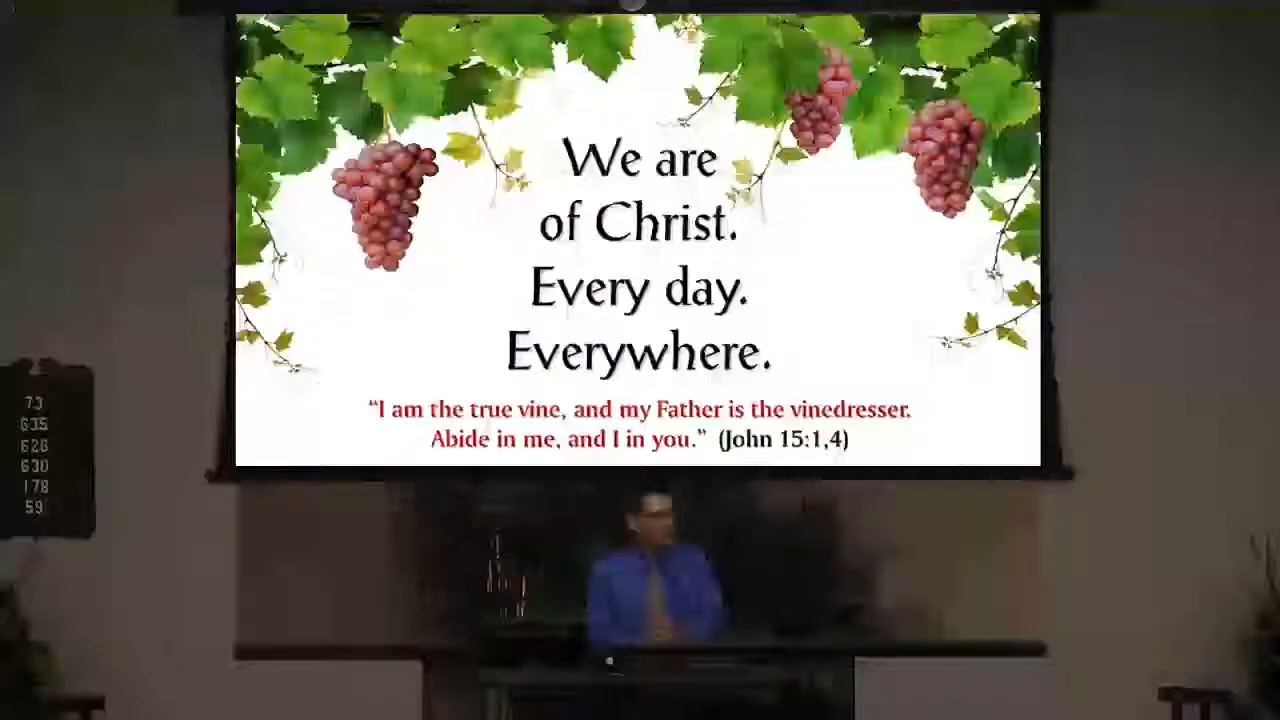 We are
of Christ.
Every day.
Everywhere.
“I am the true vine, and my Father is the vinedresser.
Abide in me, and I in you.” (John 15:1,4)
73
635
626
630
178
59